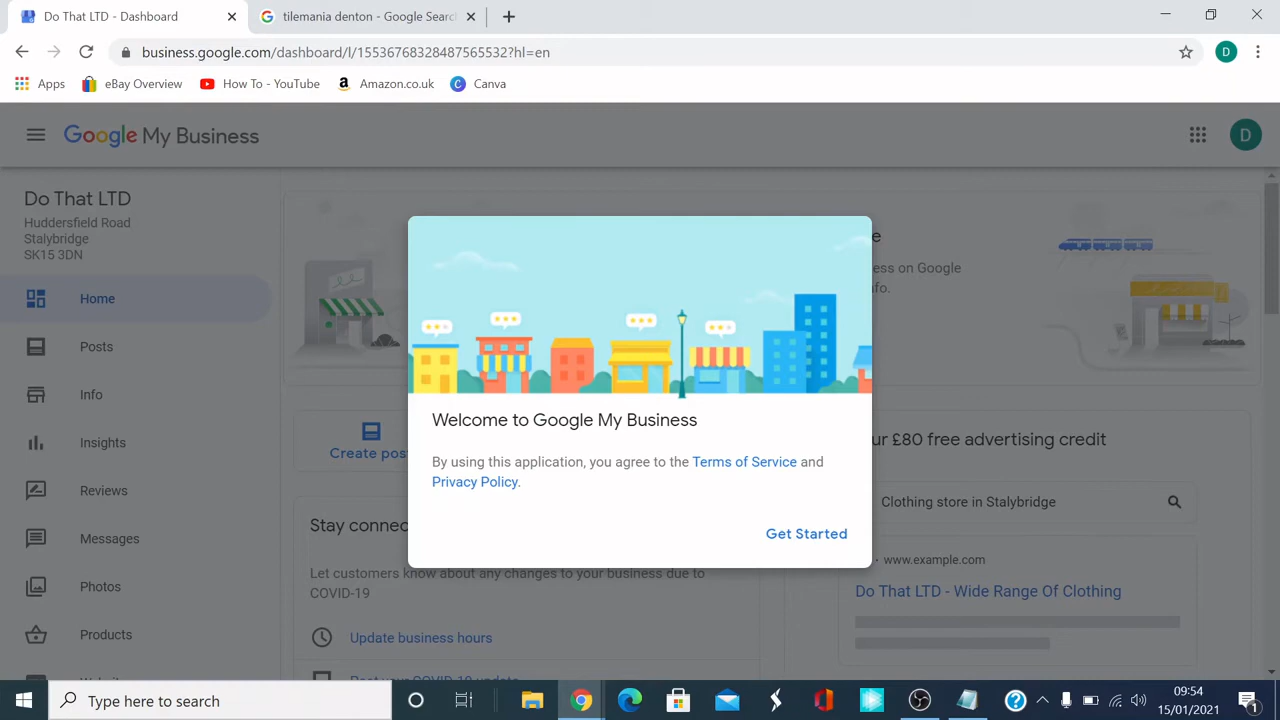 Do That LTD - Dashboard
tilemania denton - Google Searc
business.google.com/dashboard/l/15536768328487565532?hl=en
D
Apps
eBay Overview
How To - YouTube
Amazon.co.uk
Canva
Google My Business
D
Do That LTD
Huddersfield Road
Stalybridge
SK15 3DN
Home
Posts
Info
Insights
Reviews
Messages
Photos
Products
Create pos
Stay connec
Let customers know about any changes to your business due to
COVID-19
Update business hours
Welcome to Google My Business
By using this application, you agree to the Terms of Service and
Privacy Policy.
Get Started
e
ess on Google
nfo.
ur £80 free advertising credit
Clothing store in Stalybridge
www.example.com
Do That LTD - Wide Range Of Clothing
Type here to search
09:54
15/01/2021
1